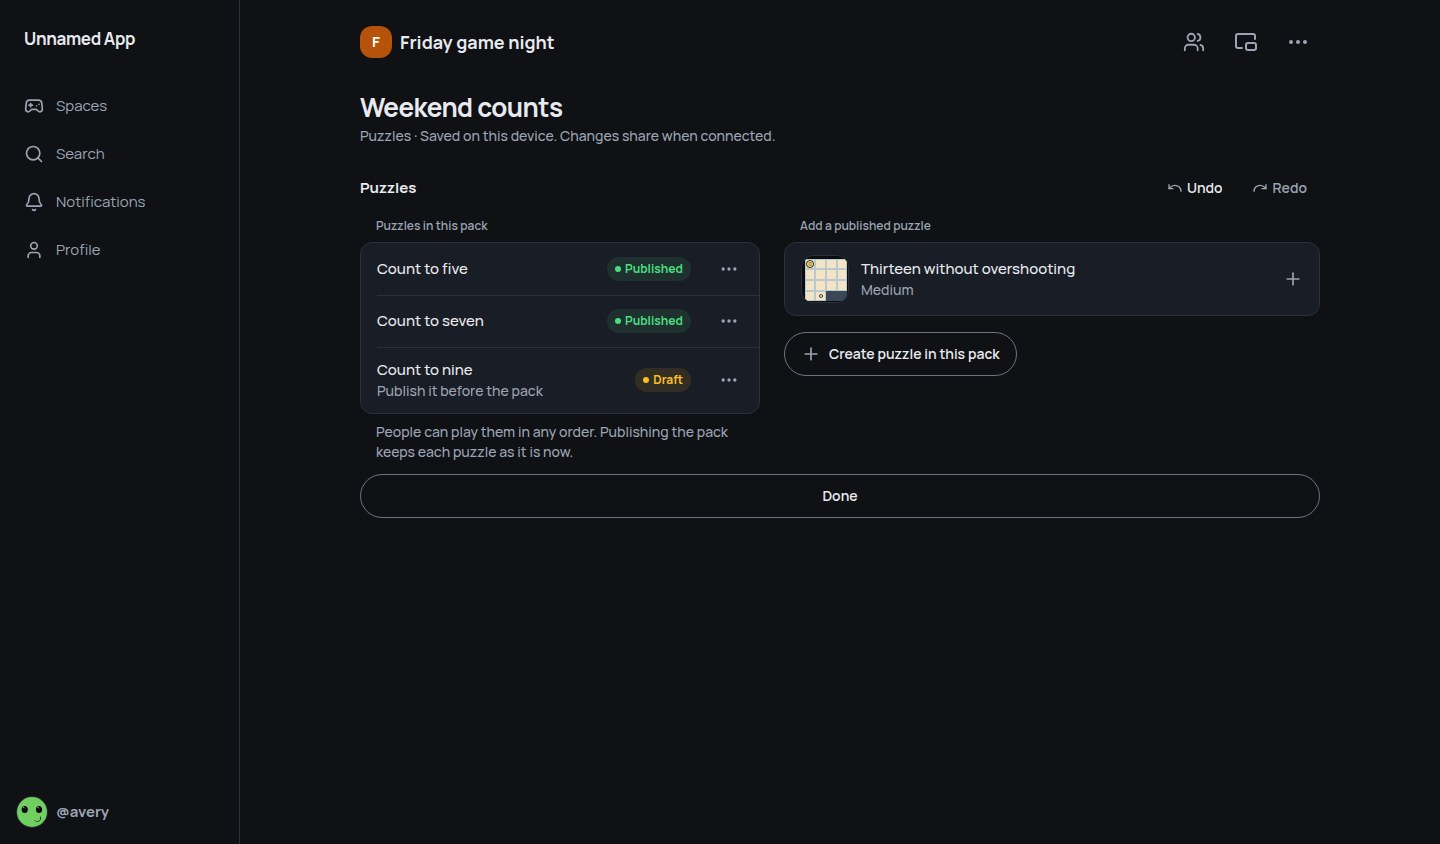 Unnamed App
Spaces
Search
Notifications
Profile
@avery
F Friday game night
Weekend counts
Puzzles · Saved on this device. Changes share when connected.
Puzzles
Undo
Redo
Puzzles in this pack
Count to five
Published
Count to seven
Published
Count to nine
Publish it before the pack
Draft
People can play them in any order. Publishing the pack
keeps each puzzle as it is now.
Add a published puzzle
Thirteen without overshooting
Medium
Create puzzle in this pack
Done